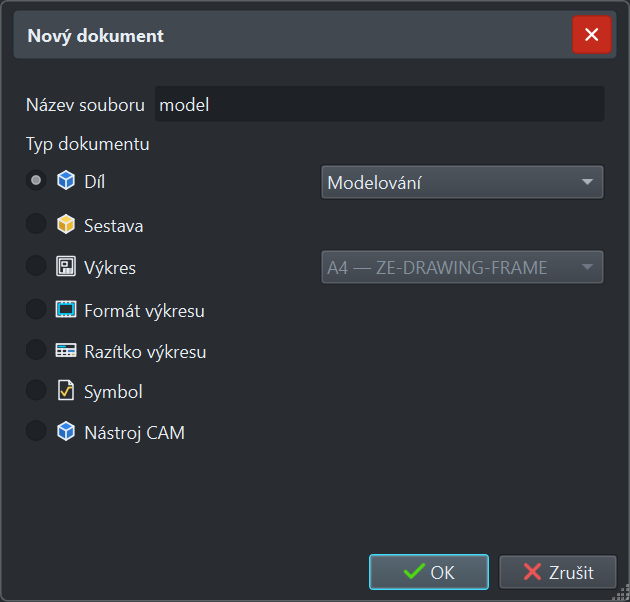 Nový dokument
Název souboru model
Typ dokumentu
Díl Modelování
Sestava
Výkres A4 — ZE-DRAWING-FRAME
Formát výkresu
Razítko výkresu
Symbol
Nástroj CAM
OK Zrušit